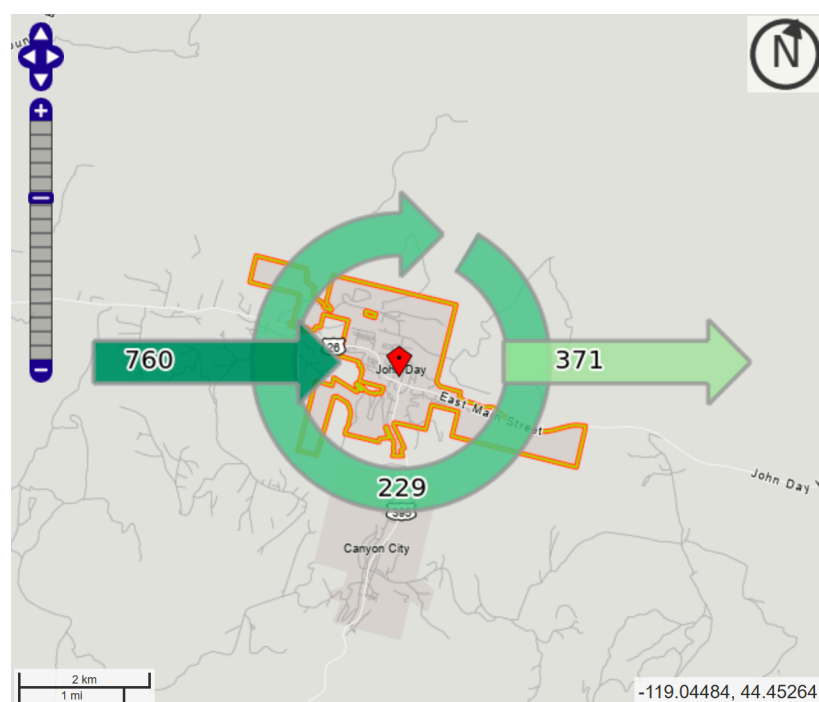 N
+
760
26
John Day
371
East Main Street
229
John Day
395
Canyon City
2 km
1 mi
-119.04484, 44.45264